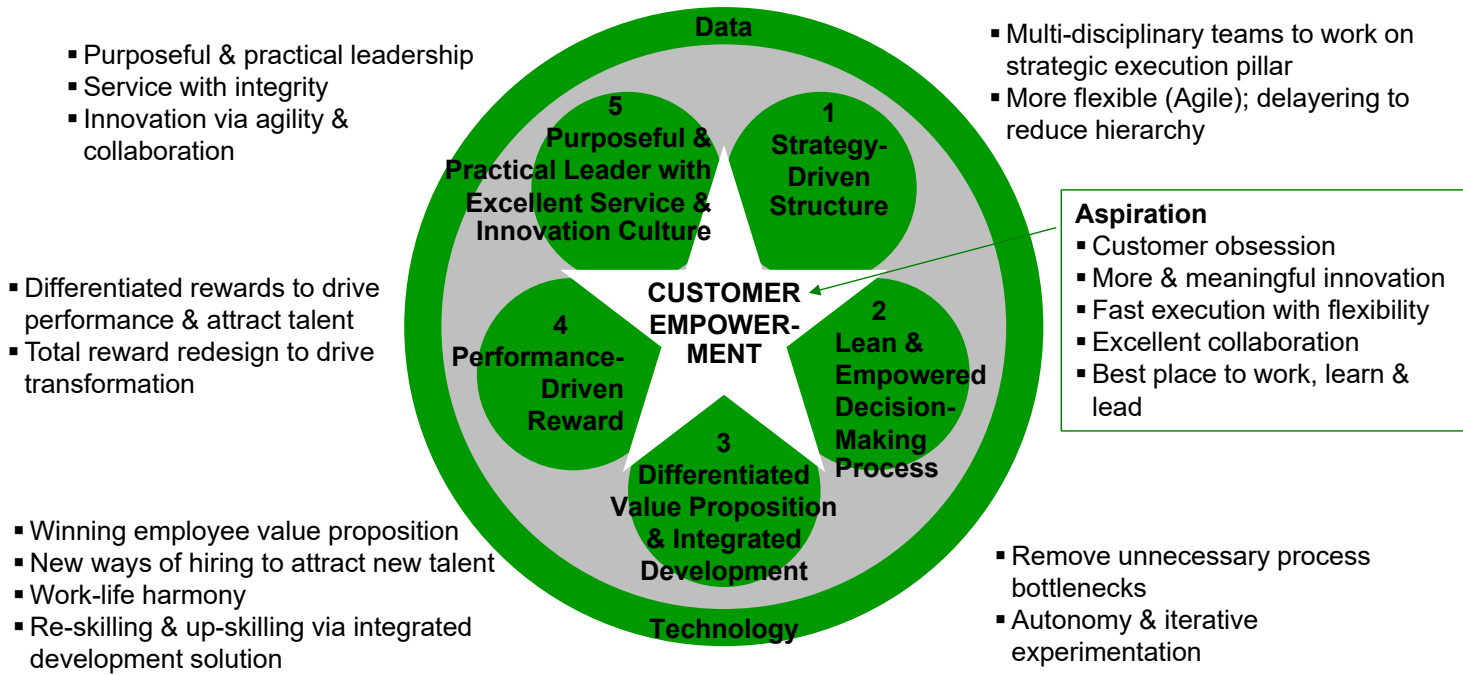 Data
▪ Purposeful & practical leadership
▪ Service with integrity
▪ Innovation via agility &
collaboration
▪ Multi-disciplinary teams to work on
strategic execution pillar
▪ More flexible (Agile); delayering to
reduce hierarchy
5
Purposeful &
Practical Leader with
Excellent Service &
Innovation Culture
1
Strategy-
Driven
Structure
Aspiration
▪ Customer obsession
▪ More & meaningful innovation
▪ Fast execution with flexibility
▪ Excellent collaboration
▪ Best place to work, learn &
lead
CUSTOMER
EMPOWER-
MENT
▪ Differentiated rewards to drive
performance & attract talent
▪ Total reward redesign to drive
transformation
4
Performance-
Driven
Reward
2
Lean &
Empowered
Decision-
Making
Process
3
Differentiated
Value Proposition
& Integrated
Development
▪ Winning employee value proposition
▪ New ways of hiring to attract new talent
▪ Work-life harmony
▪ Re-skilling & up-skilling via integrated
development solution
▪ Remove unnecessary process
bottlenecks
▪ Autonomy & iterative
experimentation
Technology